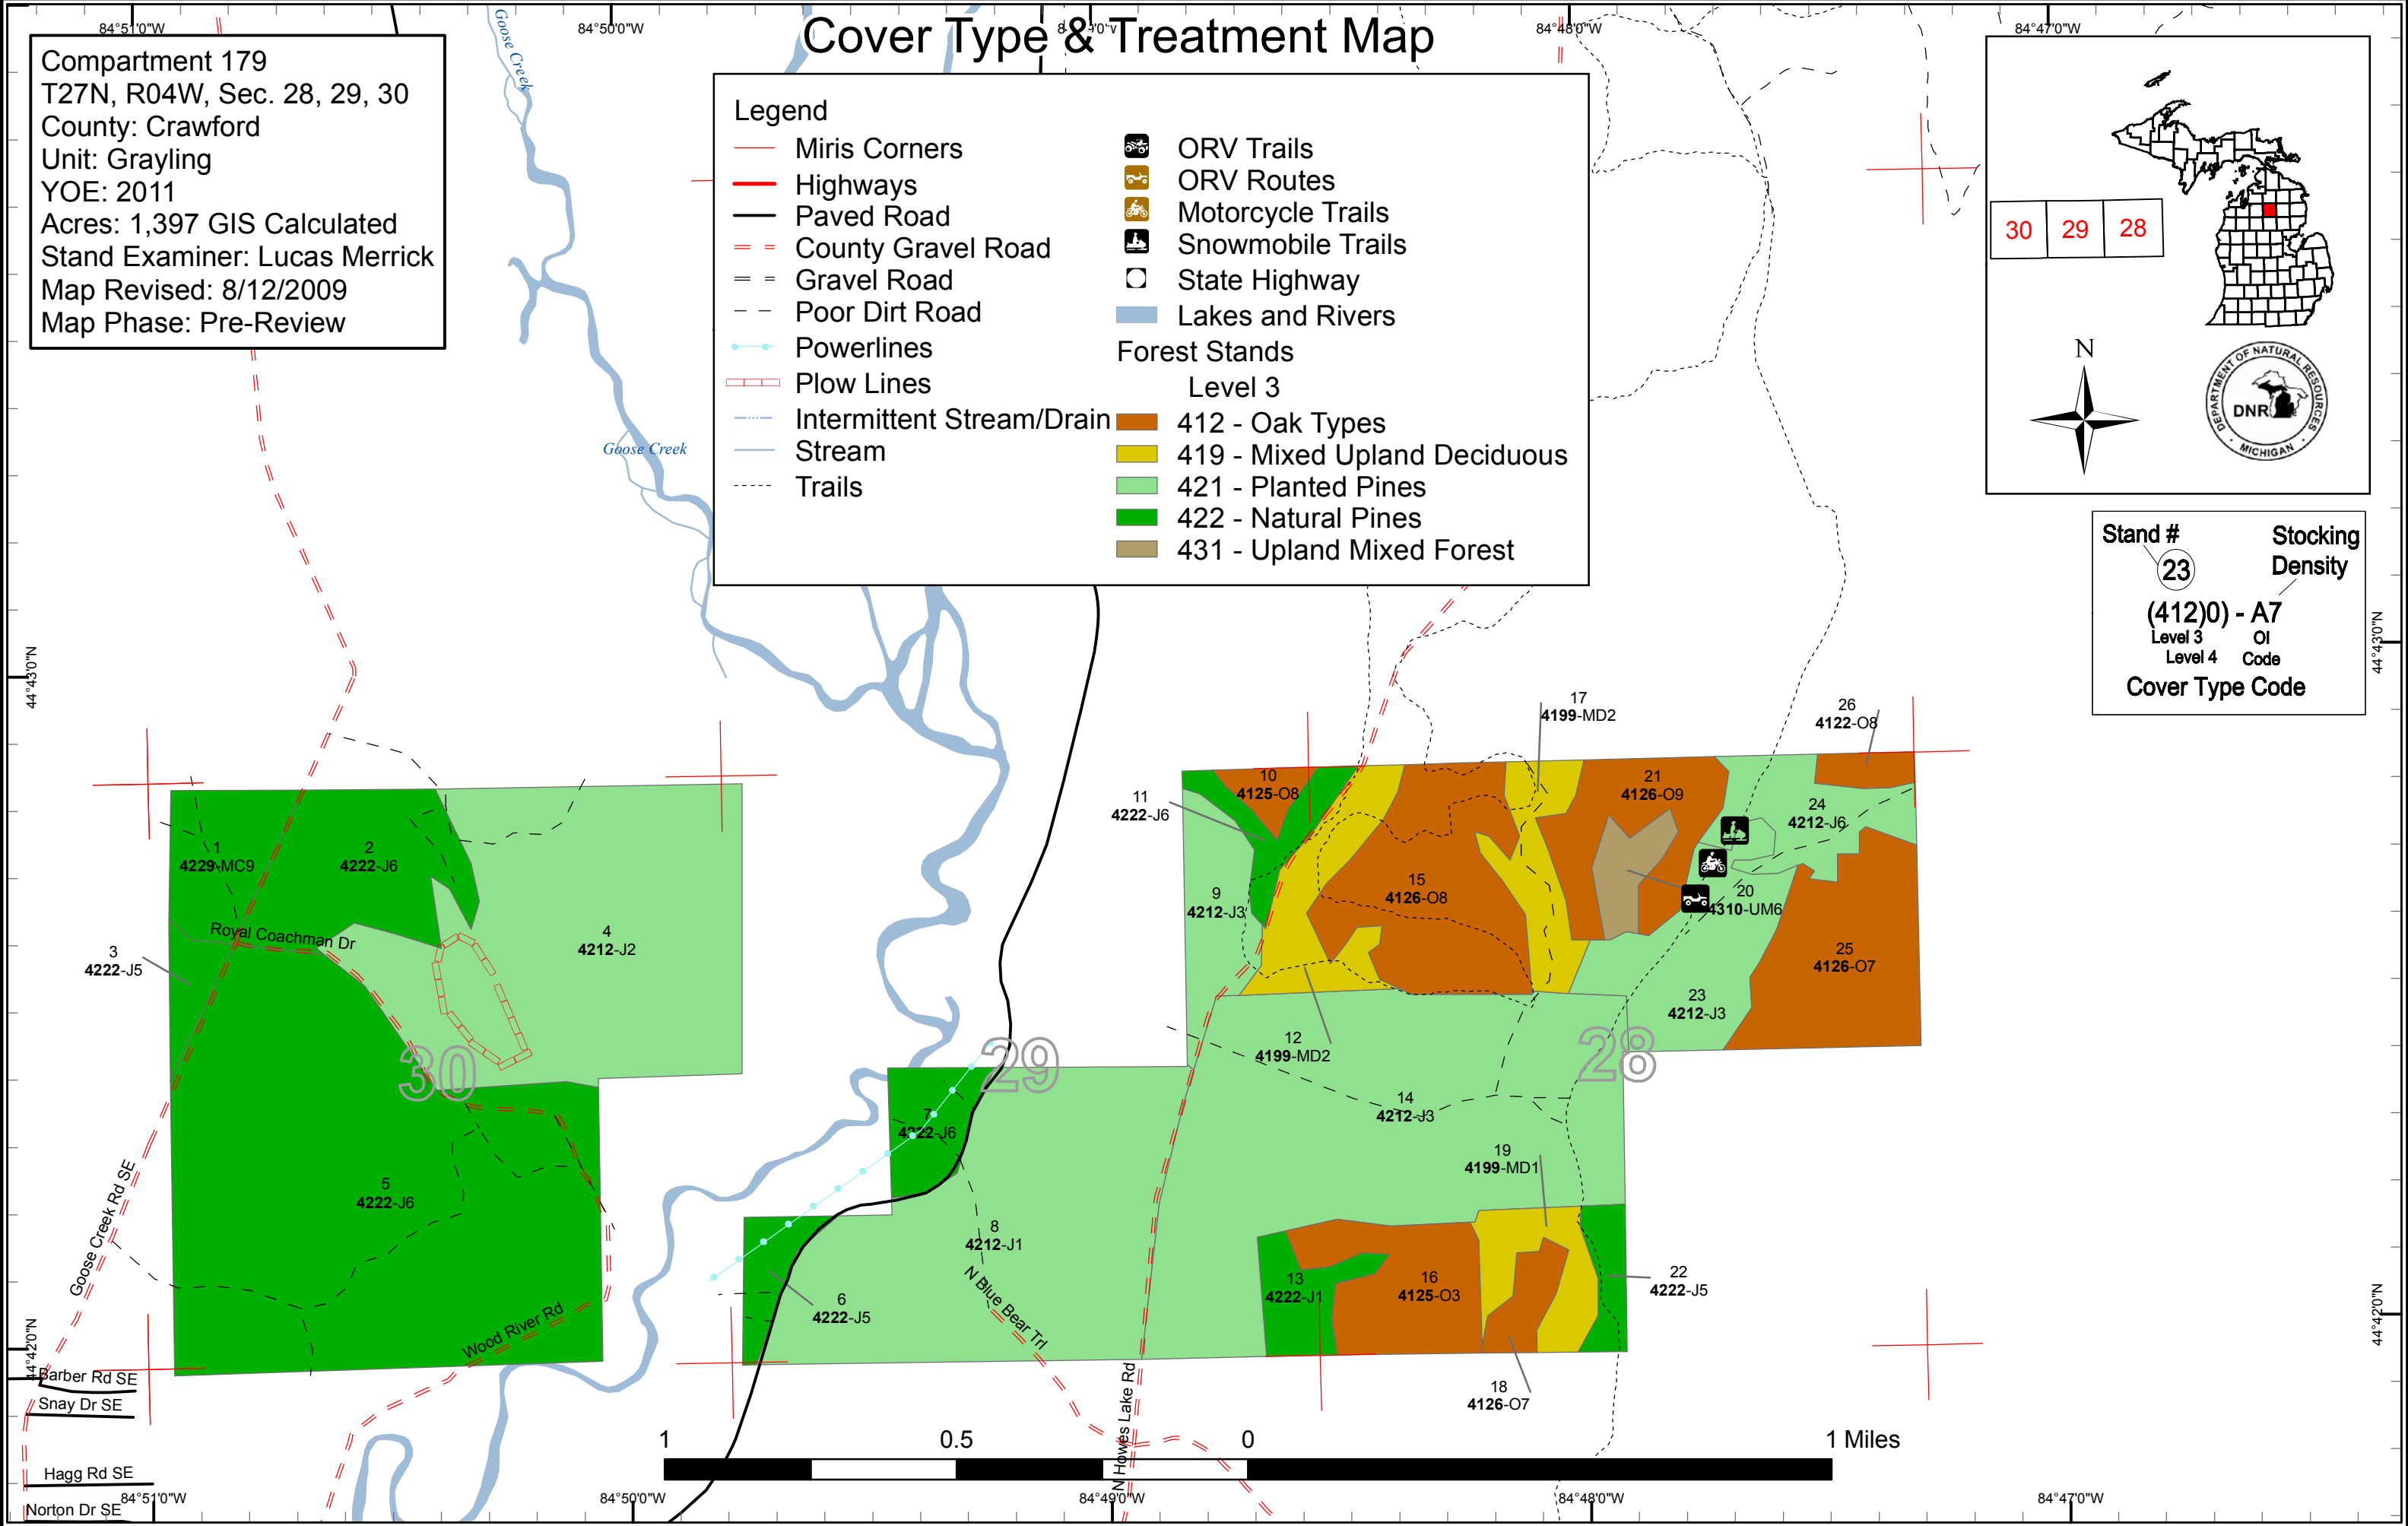 Cover Type & Treatment Map
84°51'0"W
84°50'0"W
84°48'0"W
84°47'0"W
Compartment 179
T27N, R04W, Sec. 28, 29, 30
County: Crawford
Unit: Grayling
YOE: 2011
Acres: 1,397 GIS Calculated
Stand Examiner: Lucas Merrick
Map Revised: 8/12/2009
Map Phase: Pre-Review
Goose Creek
Goose Creek
Legend
Miris Corners
Highways
Paved Road
County Gravel Road
Gravel Road
Poor Dirt Road
Powerlines
Plow Lines
Intermittent Stream/Drain
Stream
Trails
ORV Trails
ORV Routes
Motorcycle Trails
Snowmobile Trails
State Highway
Lakes and Rivers
Forest Stands
Level 3
412 - Oak Types
419 - Mixed Upland Deciduous
421 - Planted Pines
422 - Natural Pines
431 - Upland Mixed Forest
30
29
28
N
DEPARTMENT OF NATURAL RESOURCES
DNR
MICHIGAN
Stand #
Stocking
Density
23
(412)0) - A7
Level 3
OI
Level 4
Code
Cover Type Code
44°43'0"N
44°43'0"N
1
4229-MC9
2
4222-J6
3
4222-J5
4
4212-J2
Royal Coachman Dr
30
5
4222-J6
Goose Creek Rd SE
Wood River Rd
29
7
4222-J6
8
4212-J1
6
4222-J5
N Blue Bear Trl
N Howes Lake Rd
10
4125-O8
11
4222-J6
9
4212-J3
17
4199-MD2
26
4122-O8
21
4126-O9
24
4212-J6
15
4126-O8
20
4310-UM6
25
4126-O7
23
4212-J3
28
12
4199-MD2
14
4212-J3
19
4199-MD1
13
4222-J1
16
4125-O3
22
4222-J5
18
4126-O7
44°42'0"N
44°42'0"N
Barber Rd SE
Snay Dr SE
Hagg Rd SE
Norton Dr SE
1
0.5
0
1 Miles
84°51'0"W
84°50'0"W
84°49'0"W
84°48'0"W
84°47'0"W